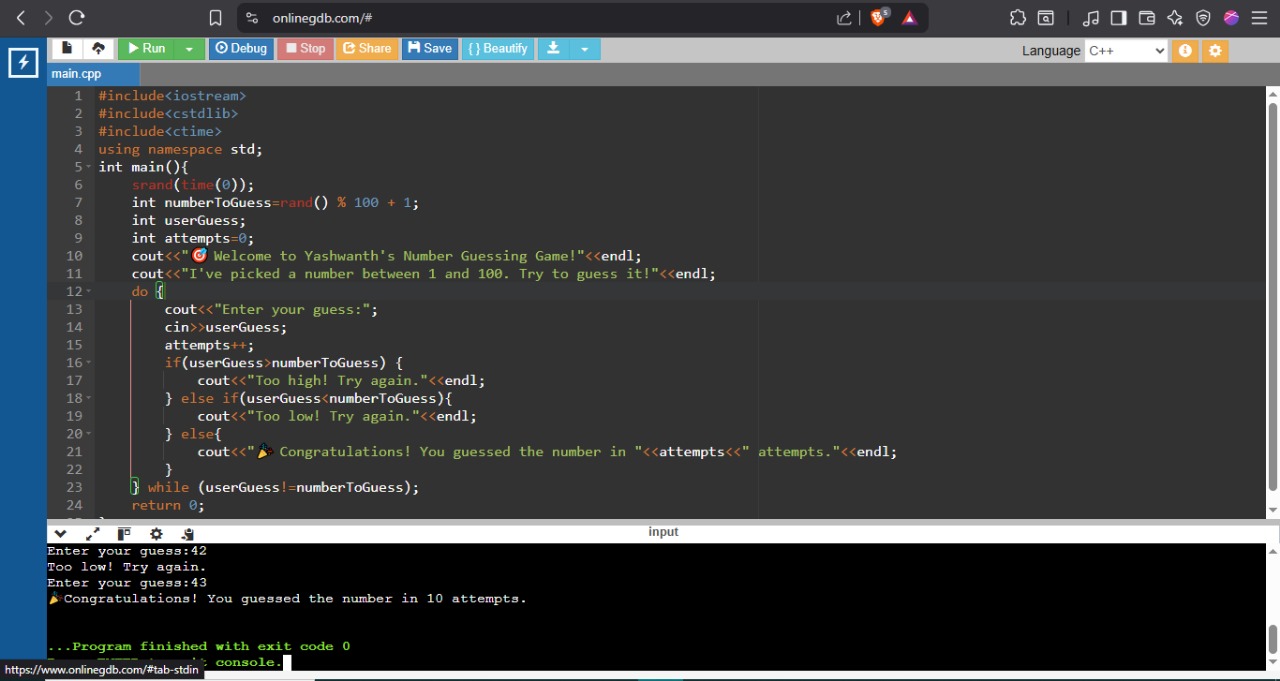 onlinegdb.com/#
5
Run Debug Stop Share Save { } Beautify Language C++
main.cpp
1 #include<iostream>
2 #include<cstdlib>
3 #include<ctime>
4 using namespace std;
5 int main(){
6 srand(time(0));
7 int numberToGuess=rand() % 100 + 1;
8 int userGuess;
9 int attempts=0;
10 cout<<"🎯 Welcome to Yashwanth's Number Guessing Game!"<<endl;
11 cout<<"I've picked a number between 1 and 100. Try to guess it!"<<endl;
12 do {
13 cout<<"Enter your guess:";
14 cin>>userGuess;
15 attempts++;
16 if(userGuess>numberToGuess) {
17 cout<<"Too high! Try again."<<endl;
18 } else if(userGuess<numberToGuess){
19 cout<<"Too low! Try again."<<endl;
20 } else{
21 cout<<"🎉 Congratulations! You guessed the number in "<<attempts<<" attempts."<<endl;
22 }
23 } while (userGuess!=numberToGuess);
24 return 0;
input
Enter your guess:42
Too low! Try again.
Enter your guess:43
🎉Congratulations! You guessed the number in 10 attempts.
...Program finished with exit code 0
console.
https://www.onlinegdb.com/#tab-stdin